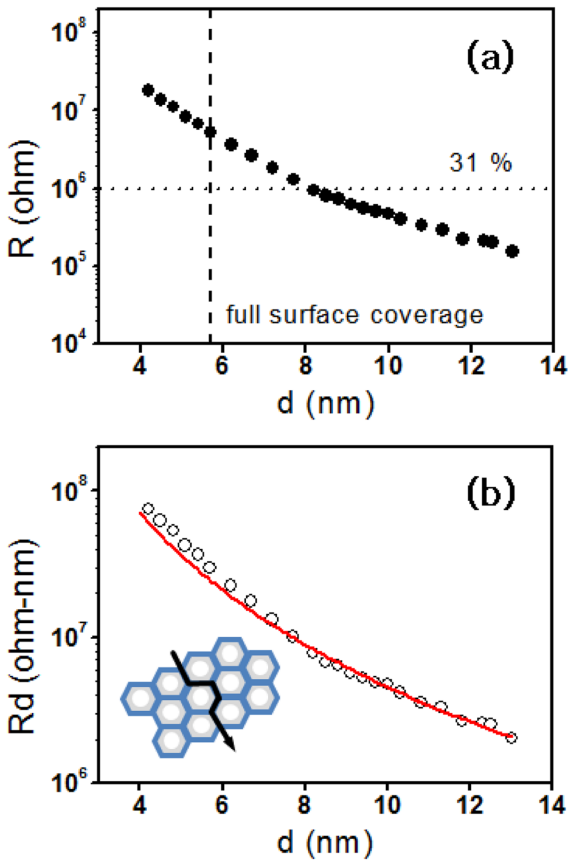 10⁸
(a)
10⁷
31 %
10⁶
R (ohm)
10⁵
full surface coverage
10⁴
4 6 8 10 12 14
d (nm)
10⁸
(b)
Rd (ohm-nm)
10⁷
10⁶
4 6 8 10 12 14
d (nm)